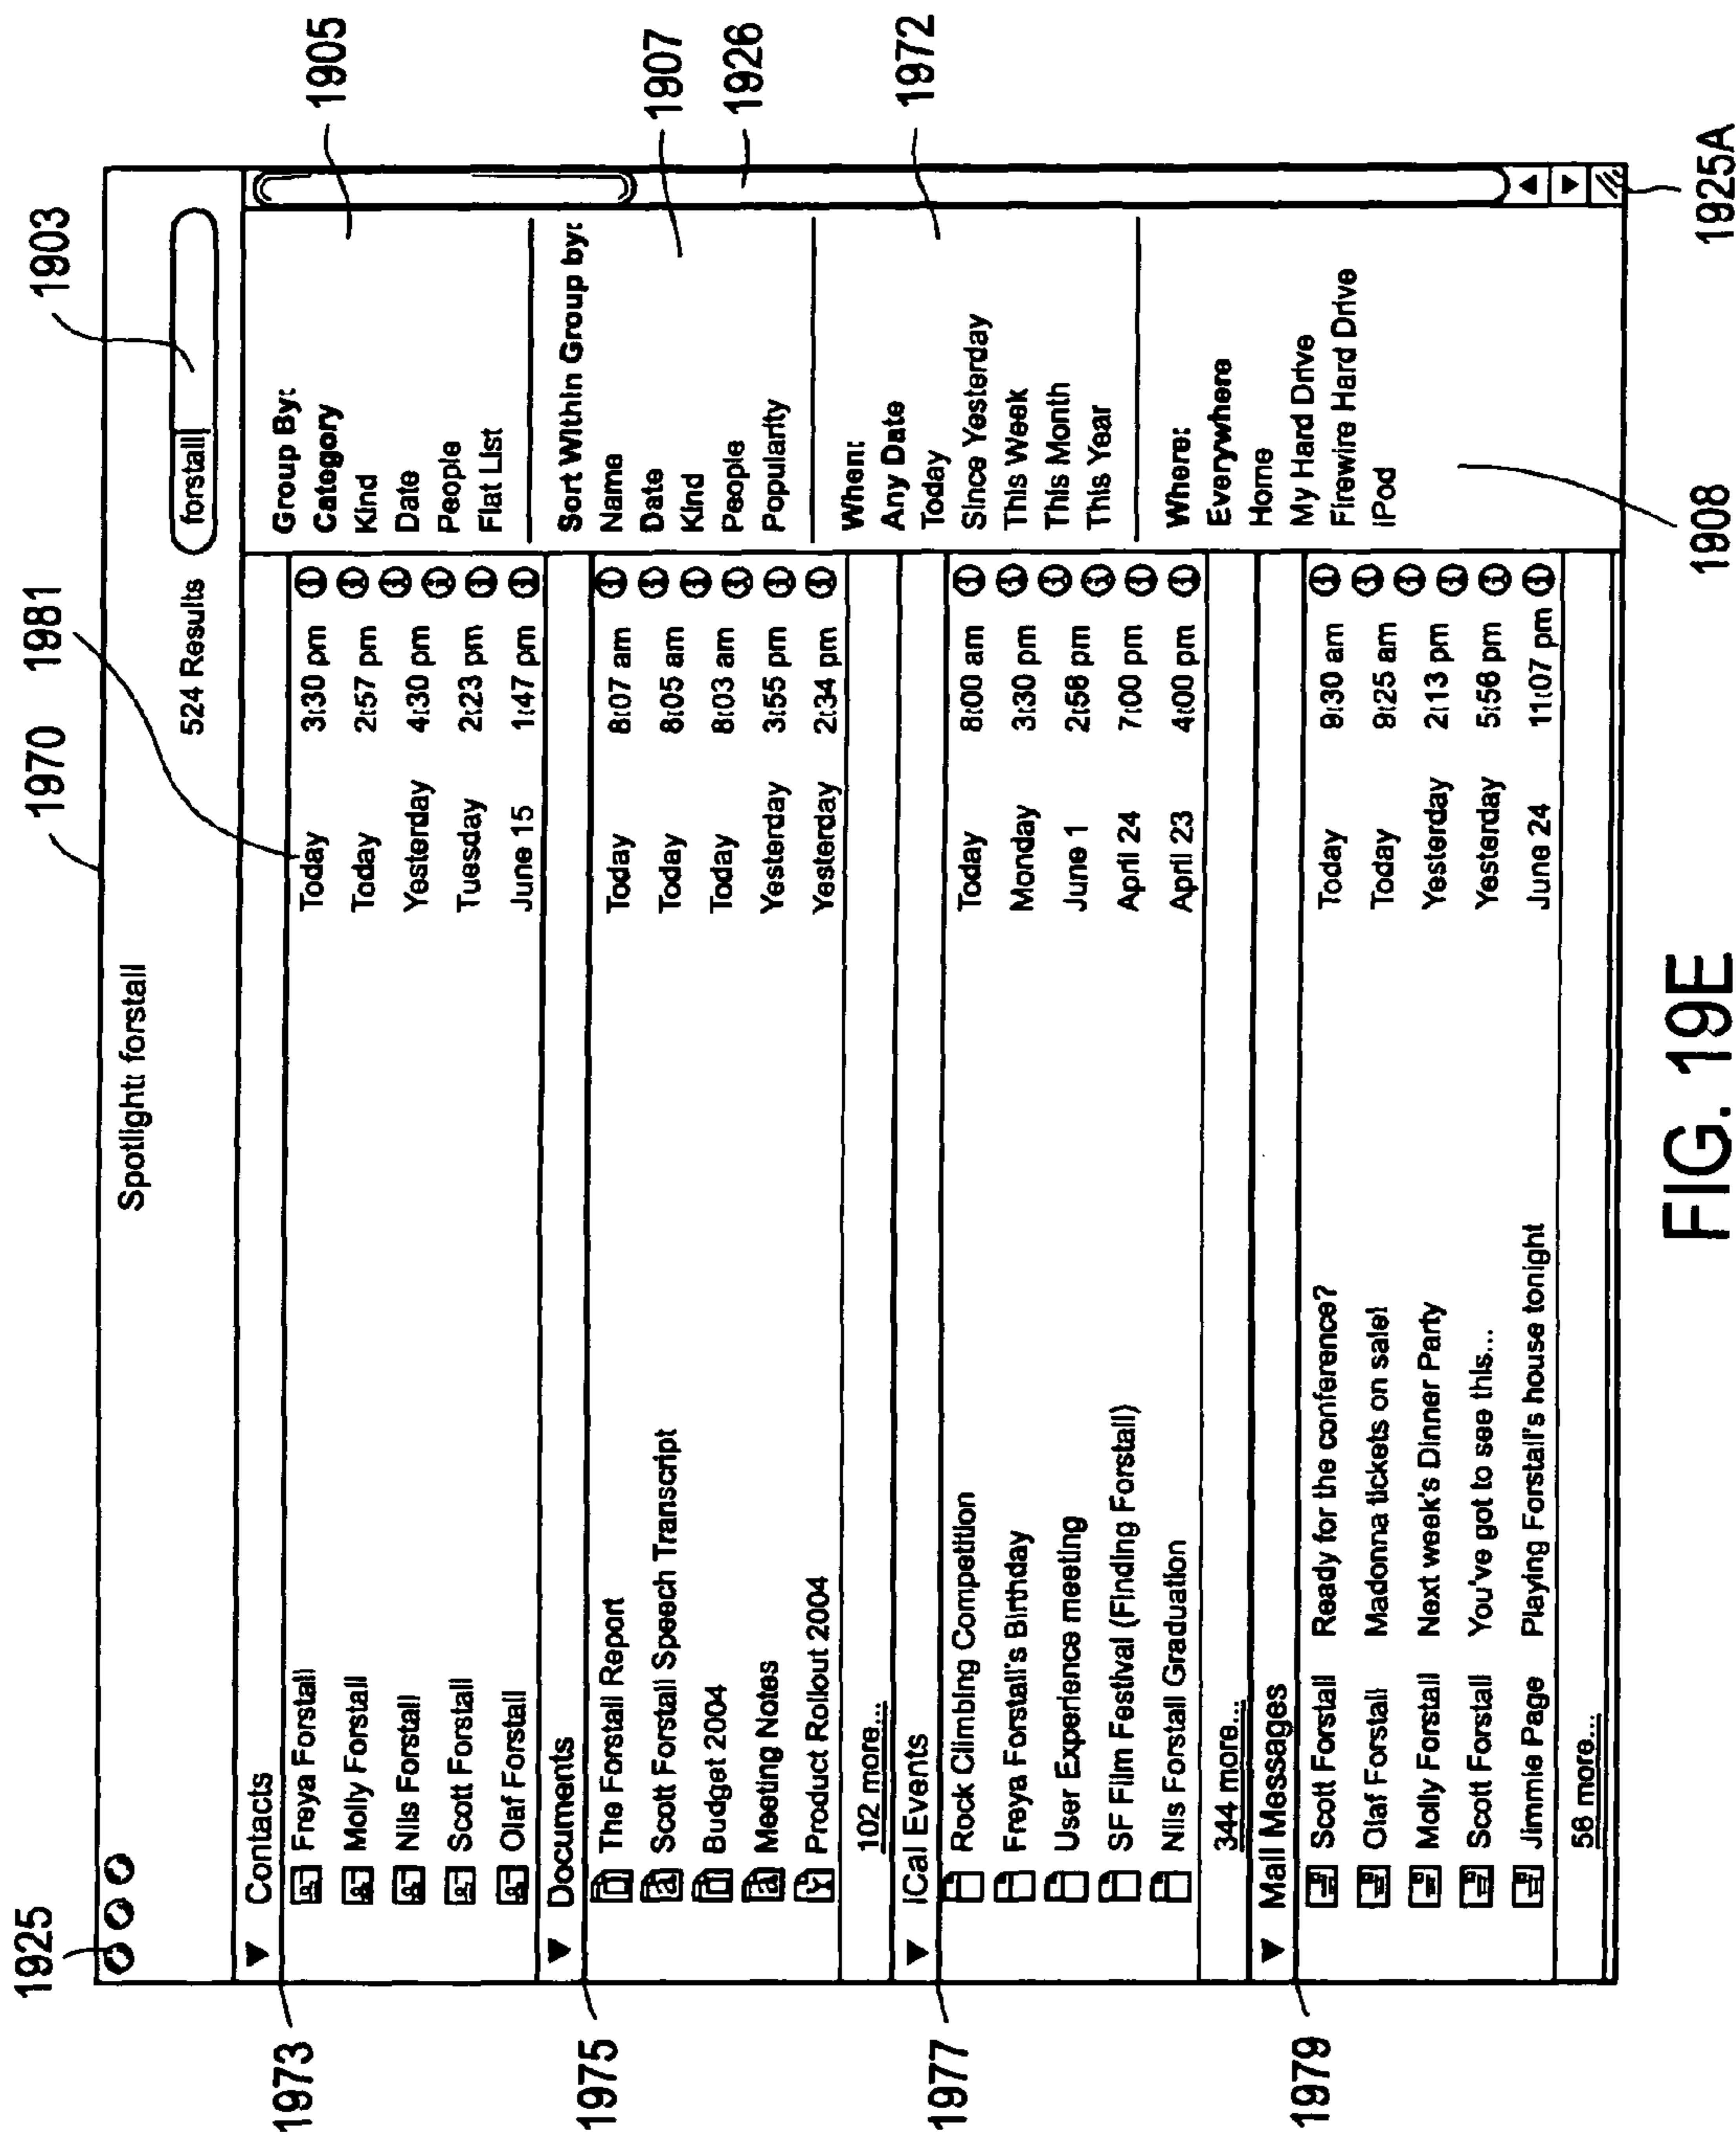 1925
1970
1981
1903
Spotlight: forstall
524 Results
forstall
1905
1907
1926
1972
1973
Contacts
Freya Forstall Today 3:30 pm
Molly Forstall Today 2:57 pm
Nils Forstall Yesterday 4:30 pm
Scott Forstall Tuesday 2:23 pm
Olaf Forstall June 15 1:47 pm
1975
Documents
The Forstall Report Today 8:07 am
Scott Forstall Speech Transcript Today 8:05 am
Budget 2004 Today 8:03 am
Meeting Notes Yesterday 3:55 pm
Product Rollout 2004 Yesterday 2:34 pm
102 more...
1977
iCal Events
Rock Climbing Competition Today 8:00 am
Freya Forstall's Birthday Monday 3:30 pm
User Experience meeting June 1 2:56 pm
SF Film Festival (Finding Forstall) April 24 7:00 pm
Nils Forstall Graduation April 23 4:00 pm
344 more...
1979
Mail Messages
Scott Forstall Ready for the conference? Today 9:30 am
Olaf Forstall Madonna tickets on sale! Today 9:25 am
Molly Forstall Next week's Dinner Party Yesterday 2:13 pm
Scott Forstall You've got to see this... Yesterday 5:56 pm
Jimmie Page Playing Forstall's house tonight June 24 11:07 pm
58 more...
Group By:
Category
Kind
Date
People
Flat List
Sort Within Group by:
Name
Date
Kind
People
Popularity
When:
Any Date
Today
Since Yesterday
This Week
This Month
This Year
Where:
Everywhere
Home
My Hard Drive
Firewire Hard Drive
iPod
1908
1925A
FIG. 19E